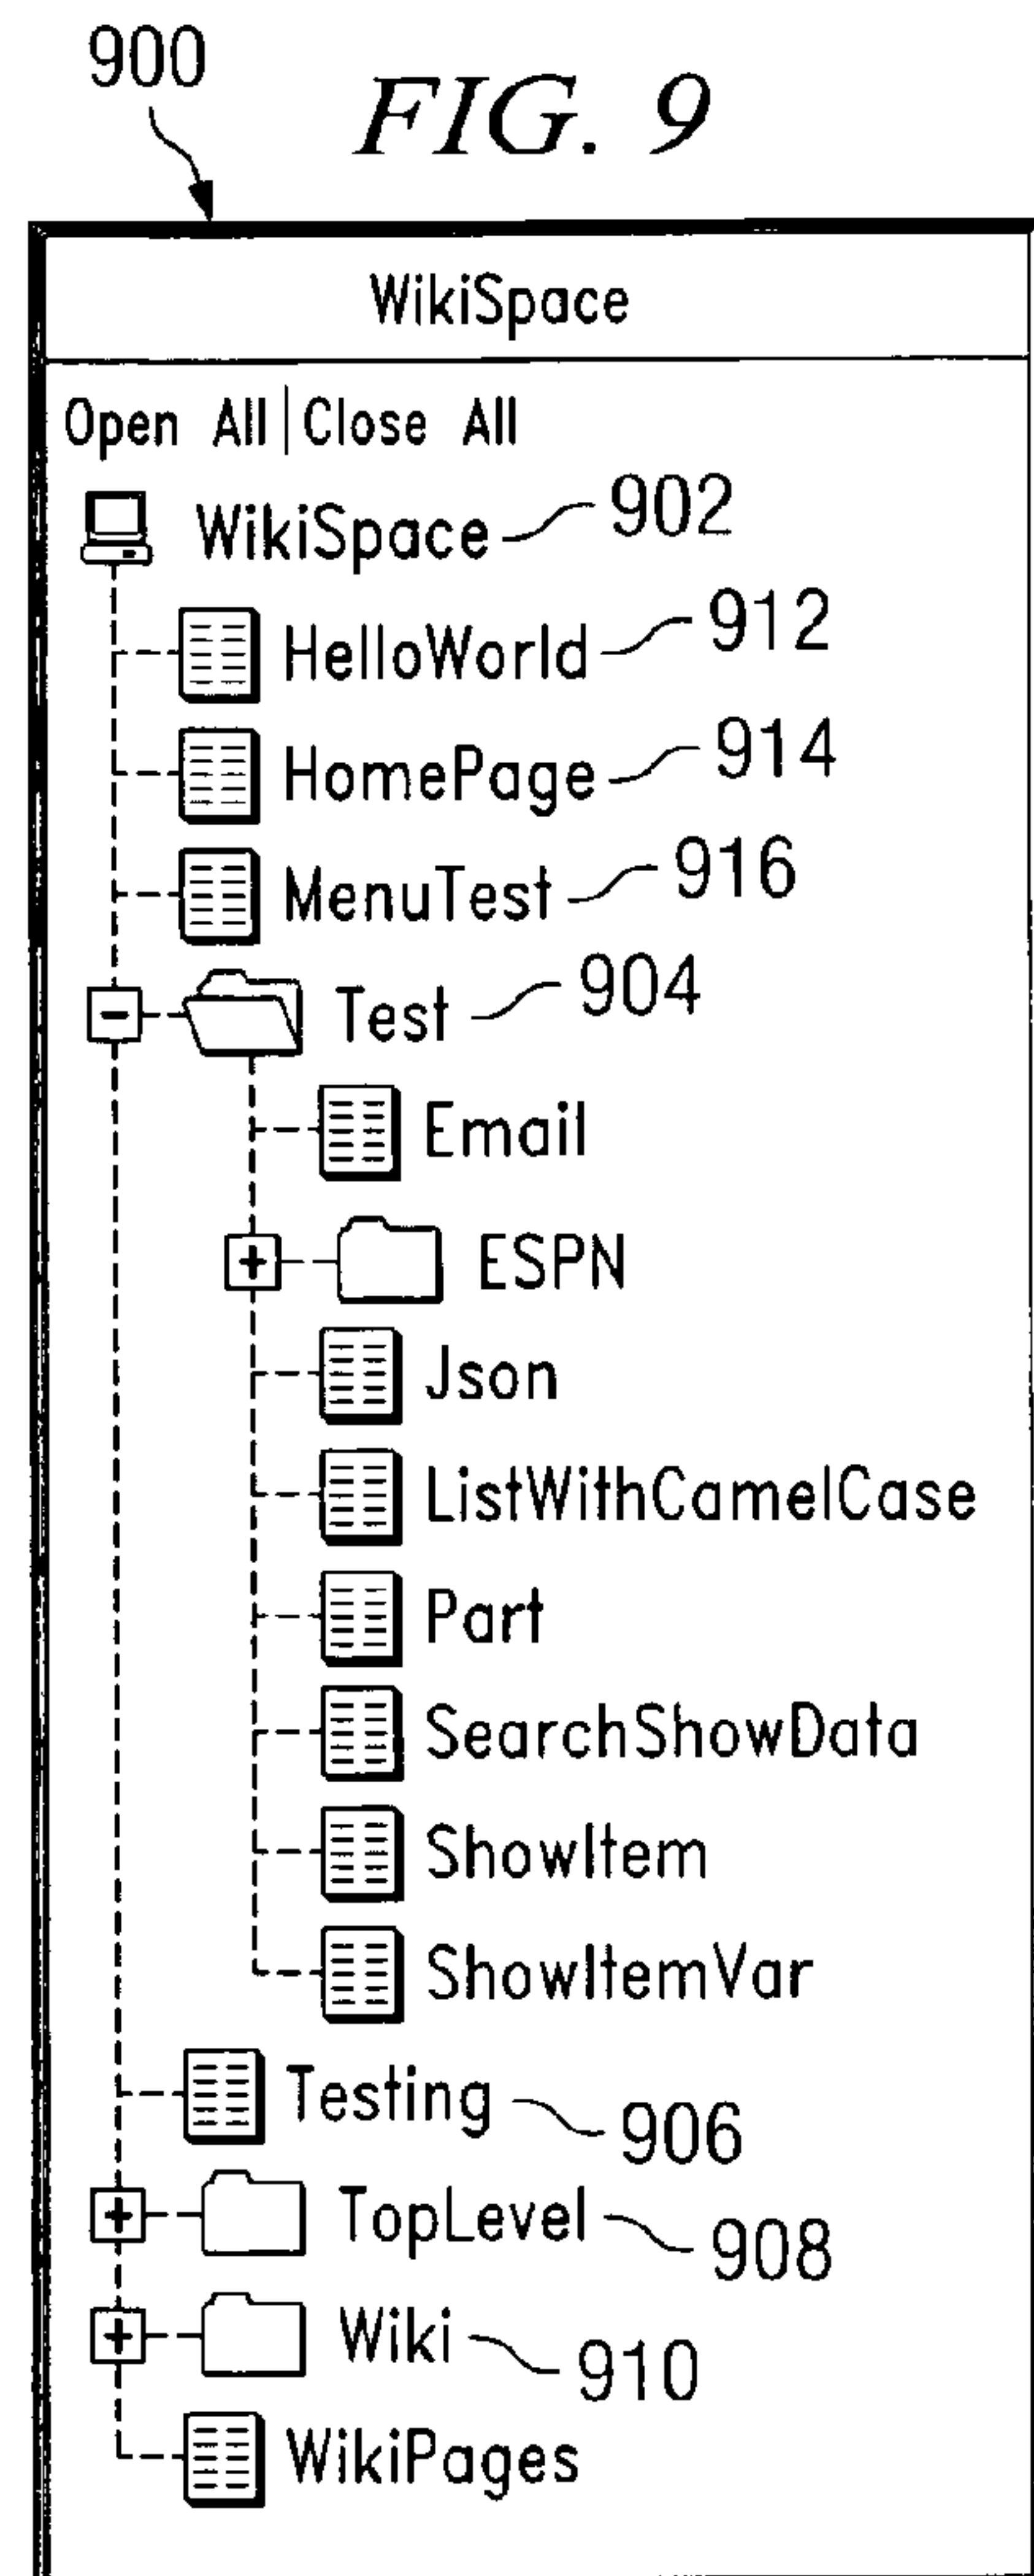 900
FIG. 9
WikiSpace
Open All | Close All
WikiSpace 902
HelloWorld 912
HomePage 914
MenuTest 916
- Test 904
Email
+ ESPN
Json
ListWithCamelCase
Part
SearchShowData
ShowItem
ShowItemVar
Testing 906
+ TopLevel 908
+ Wiki 910
WikiPages